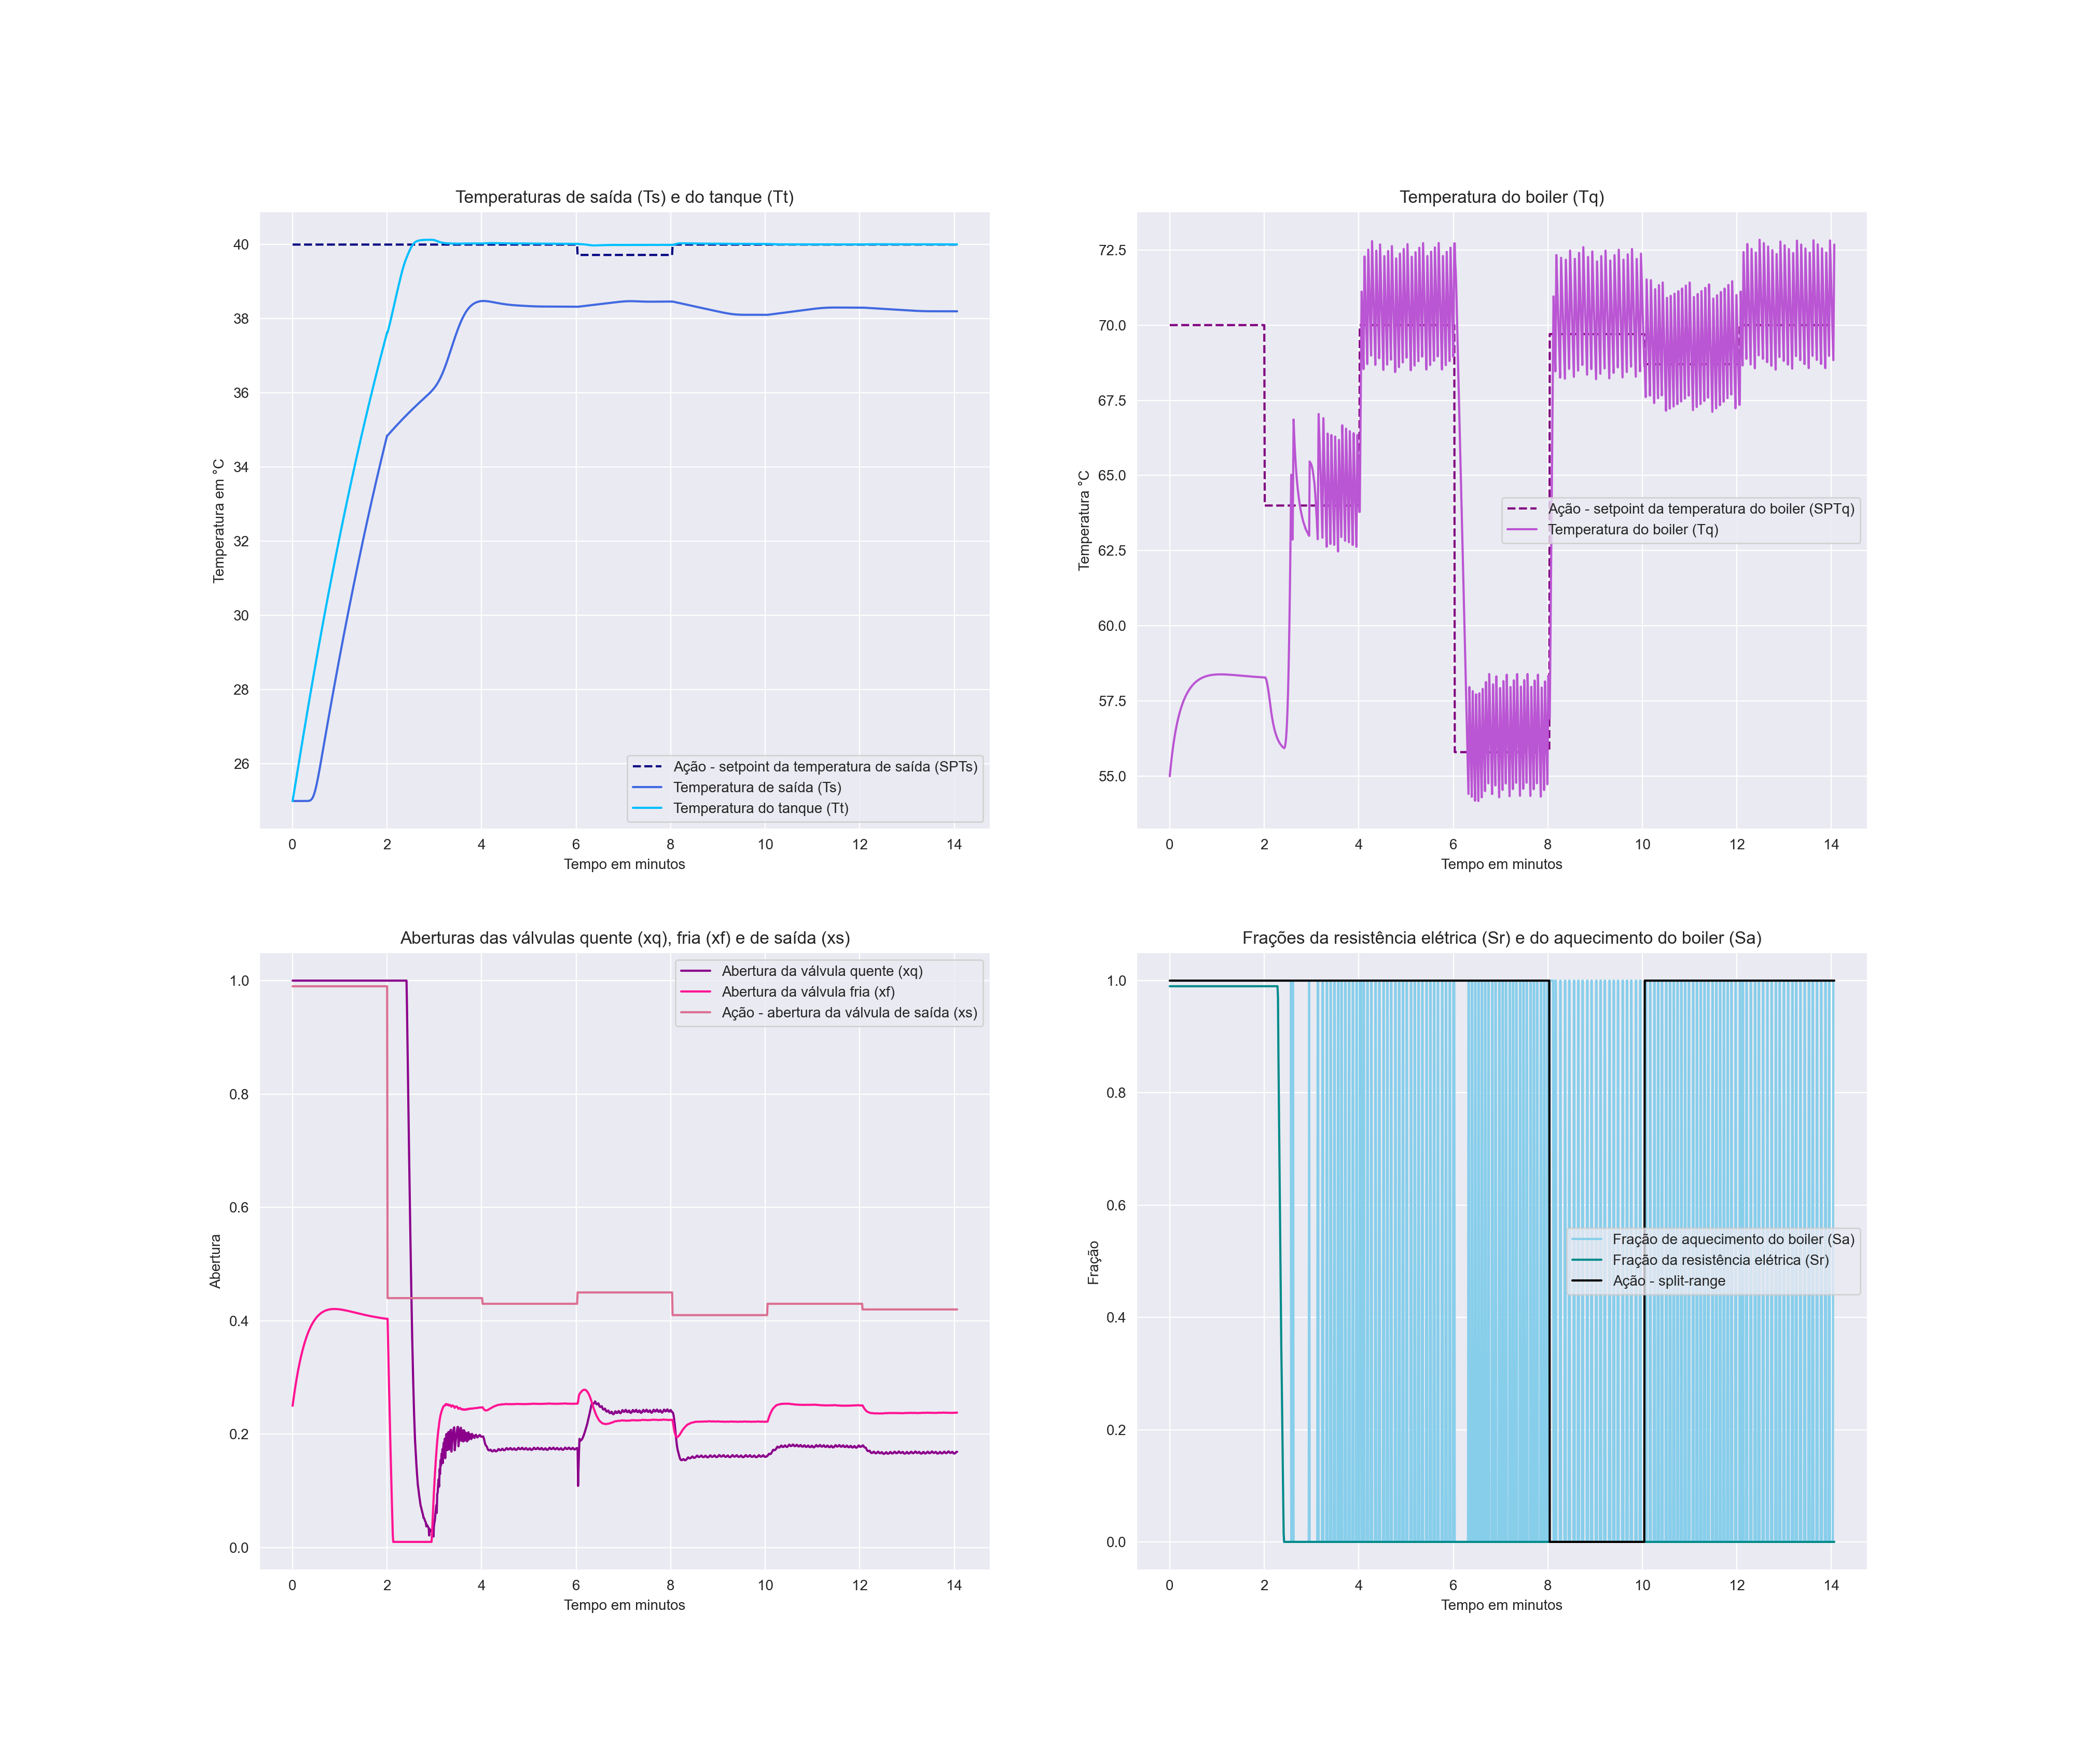 Temperaturas de saída (Ts) e do tanque (Tt)
Temperatura em °C
40
38
36
34
32
30
28
26
Ação - setpoint da temperatura de saída (SPTs)
Temperatura de saída (Ts)
Temperatura do tanque (Tt)
0 2 4 6 8 10 12 14
Tempo em minutos
Temperatura do boiler (Tq)
Temperatura °C
72.5
70.0
67.5
65.0
62.5
60.0
57.5
55.0
Ação - setpoint da temperatura do boiler (SPTq)
Temperatura do boiler (Tq)
0 2 4 6 8 10 12 14
Tempo em minutos
Aberturas das válvulas quente (xq), fria (xf) e de saída (xs)
Abertura
1.0
0.8
0.6
0.4
0.2
0.0
Abertura da válvula quente (xq)
Abertura da válvula fria (xf)
Ação - abertura da válvula de saída (xs)
0 2 4 6 8 10 12 14
Tempo em minutos
Frações da resistência elétrica (Sr) e do aquecimento do boiler (Sa)
Fração
1.0
0.8
0.6
0.4
0.2
0.0
Fração de aquecimento do boiler (Sa)
Fração da resistência elétrica (Sr)
Ação - split-range
0 2 4 6 8 10 12 14
Tempo em minutos